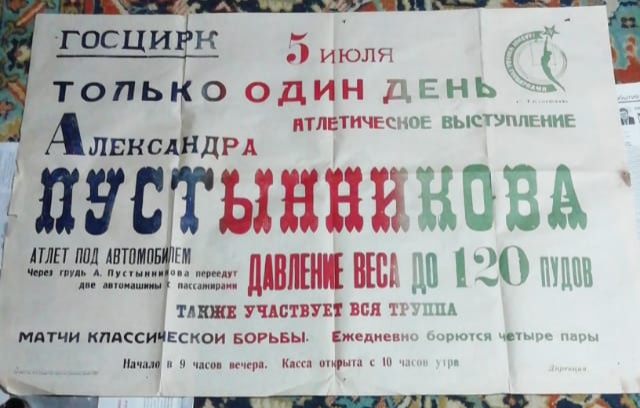 ГОСЦИРК
5 ИЮЛЯ
ТОЛЬКО ОДИН ДЕНЬ
АТЛЕТИЧЕСКОЕ ВЫСТУПЛЕНИЕ
АЛЕКСАНДРА
ПУСТЫННИКОВА
АТЛЕТ ПОД АВТОМОБИЛЕМ
Через грудь А. Пустынникова переедут
две автомашины с пассажирами
ДАВЛЕНИЕ ВЕСА ДО 120 ПУДОВ
ТАКЖЕ УЧАСТВУЕТ ВСЯ ТРУППА
МАТЧИ КЛАССИЧЕСКОЙ БОРЬБЫ. Ежедневно борются четыре пары
Начало в 9 часов вечера. Касса открыта с 10 часов утра
Дирекция.